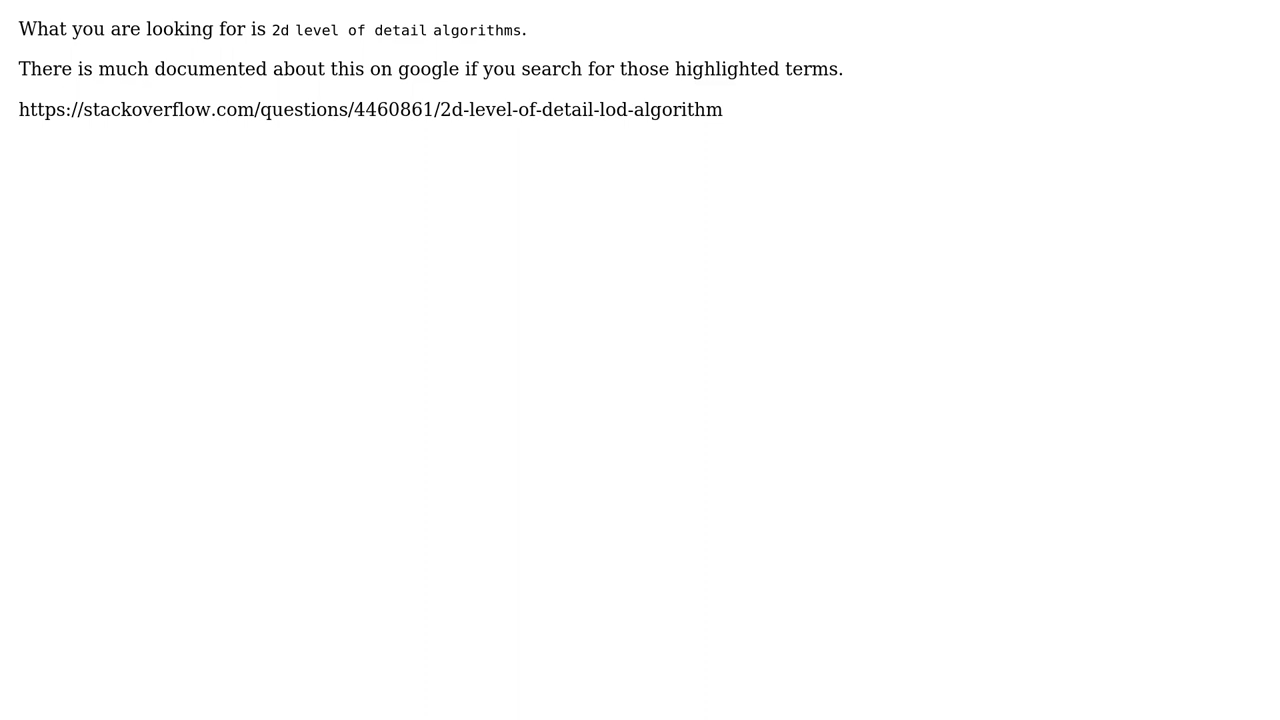 What you are looking for is 2d level of detail algorithms.
There is much documented about this on google if you search for those highlighted terms.
https://stackoverflow.com/questions/4460861/2d-level-of-detail-lod-algorithm